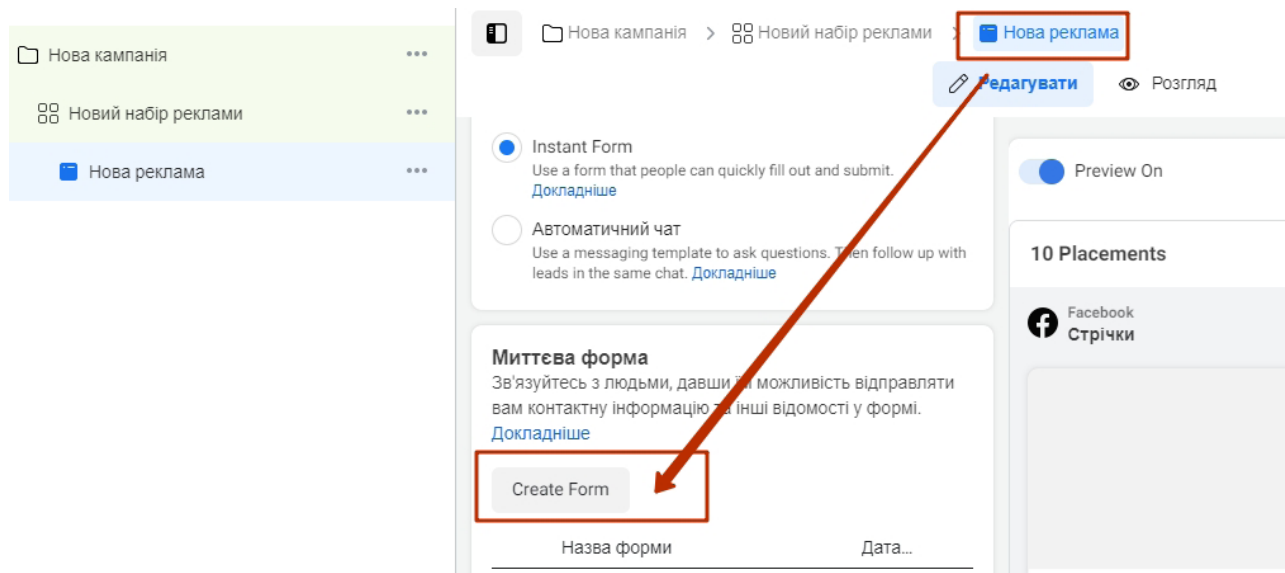 Нова кампанія
Новий набір реклами
Нова реклама
Нова кампанія > Новий набір реклами > Нова реклама
Редагувати Розгляд
Instant Form
Use a form that people can quickly fill out and submit.
Докладніше
Автоматичний чат
Use a messaging template to ask questions. Then follow up with
leads in the same chat. Докладніше
Миттєва форма
Зв'язуйтесь з людьми, давши їм можливість відправляти
вам контактну інформацію та інші відомості у формі.
Докладніше
Create Form
Назва форми Дата...
Preview On
10 Placements
Facebook
Стрічки